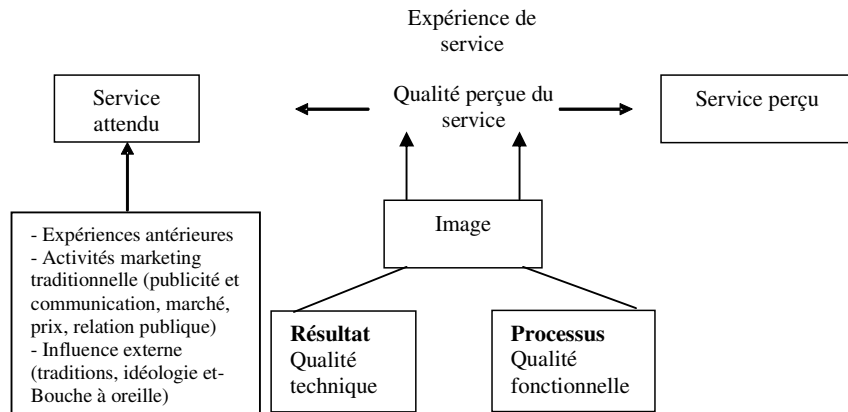 Expérience de
service
Service
attendu
Qualité perçue du
service
Service perçu
Image
- Expériences antérieures
- Activités marketing
traditionnelle (publicité et
communication, marché,
prix, relation publique)
- Influence externe
(traditions, idéologie et-
Bouche à oreille)
Résultat
Qualité
technique
Processus
Qualité
fonctionnelle